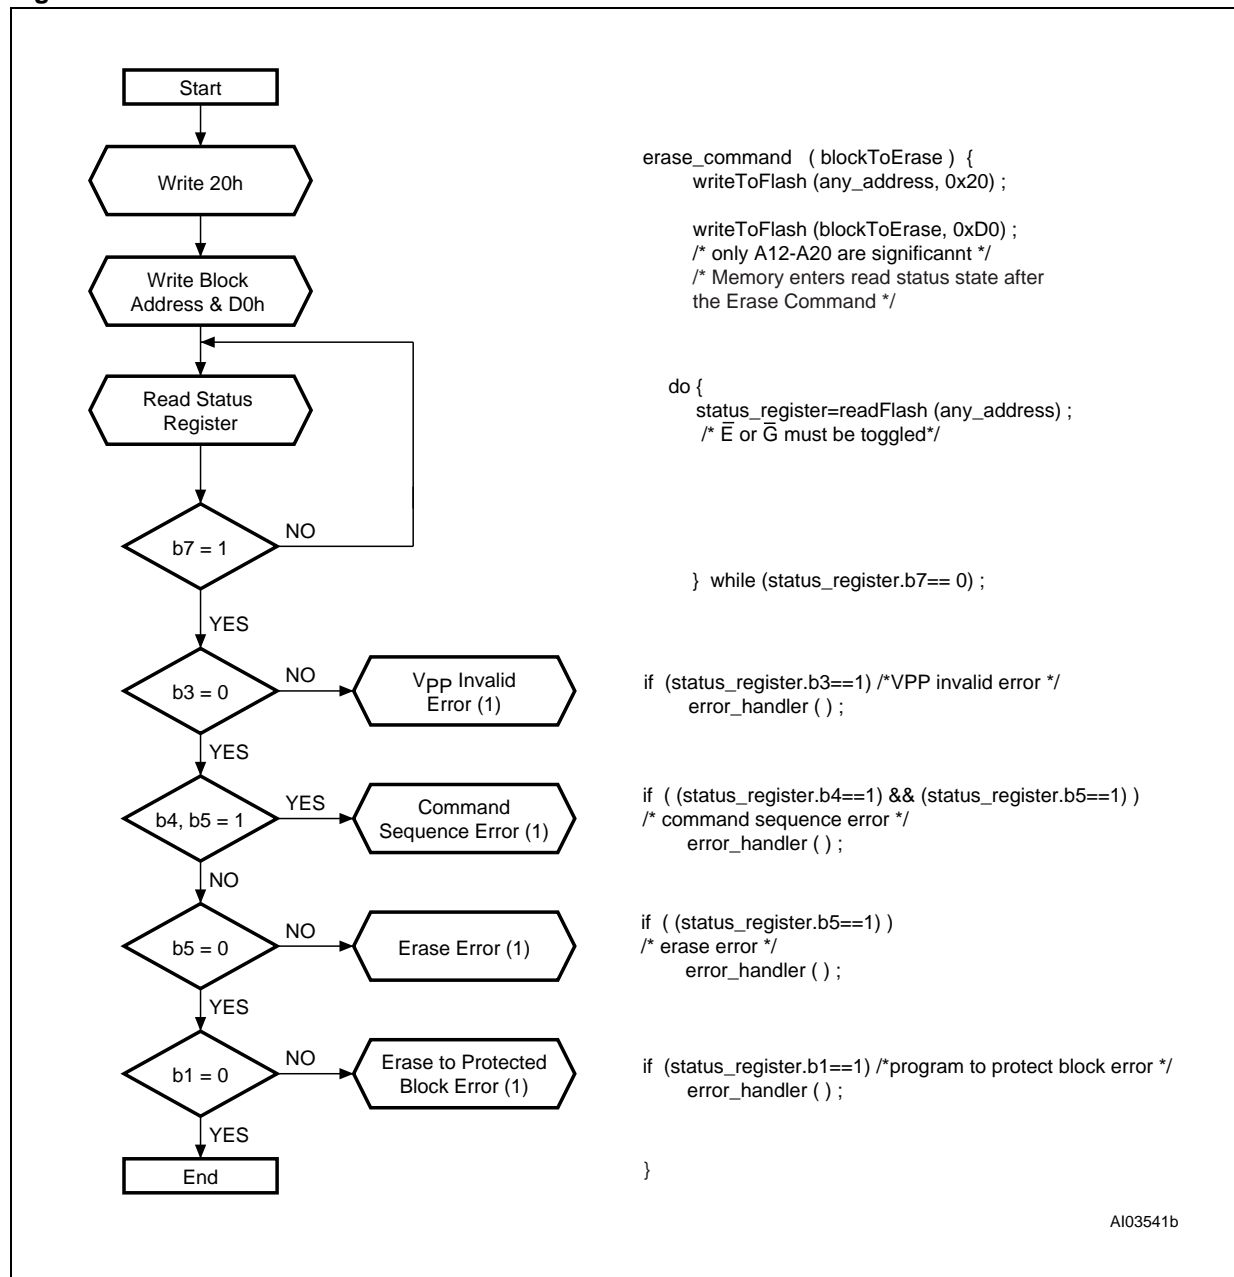 Start
Write 20h
Write Block
Address & D0h
Read Status
Register
b7 = 1
NO
YES
b3 = 0
NO
VPP Invalid
Error (1)
YES
b4, b5 = 1
YES
Command
Sequence Error (1)
NO
b5 = 0
NO
Erase Error (1)
YES
b1 = 0
NO
Erase to Protected
Block Error (1)
YES
End
erase_command ( blockToErase ) {
writeToFlash (any_address, 0x20) ;
writeToFlash (blockToErase, 0xD0) ;
/* only A12-A20 are significannt */
/* Memory enters read status state after
the Erase Command */
do {
status_register=readFlash (any_address) ;
/* E̅ or G̅ must be toggled*/
} while (status_register.b7== 0) ;
if (status_register.b3==1) /*VPP invalid error */
error_handler ( ) ;
if ( (status_register.b4==1) && (status_register.b5==1) )
/* command sequence error */
error_handler ( ) ;
if ( (status_register.b5==1) )
/* erase error */
error_handler ( ) ;
if (status_register.b1==1) /*program to protect block error */
error_handler ( ) ;
}
AI03541b